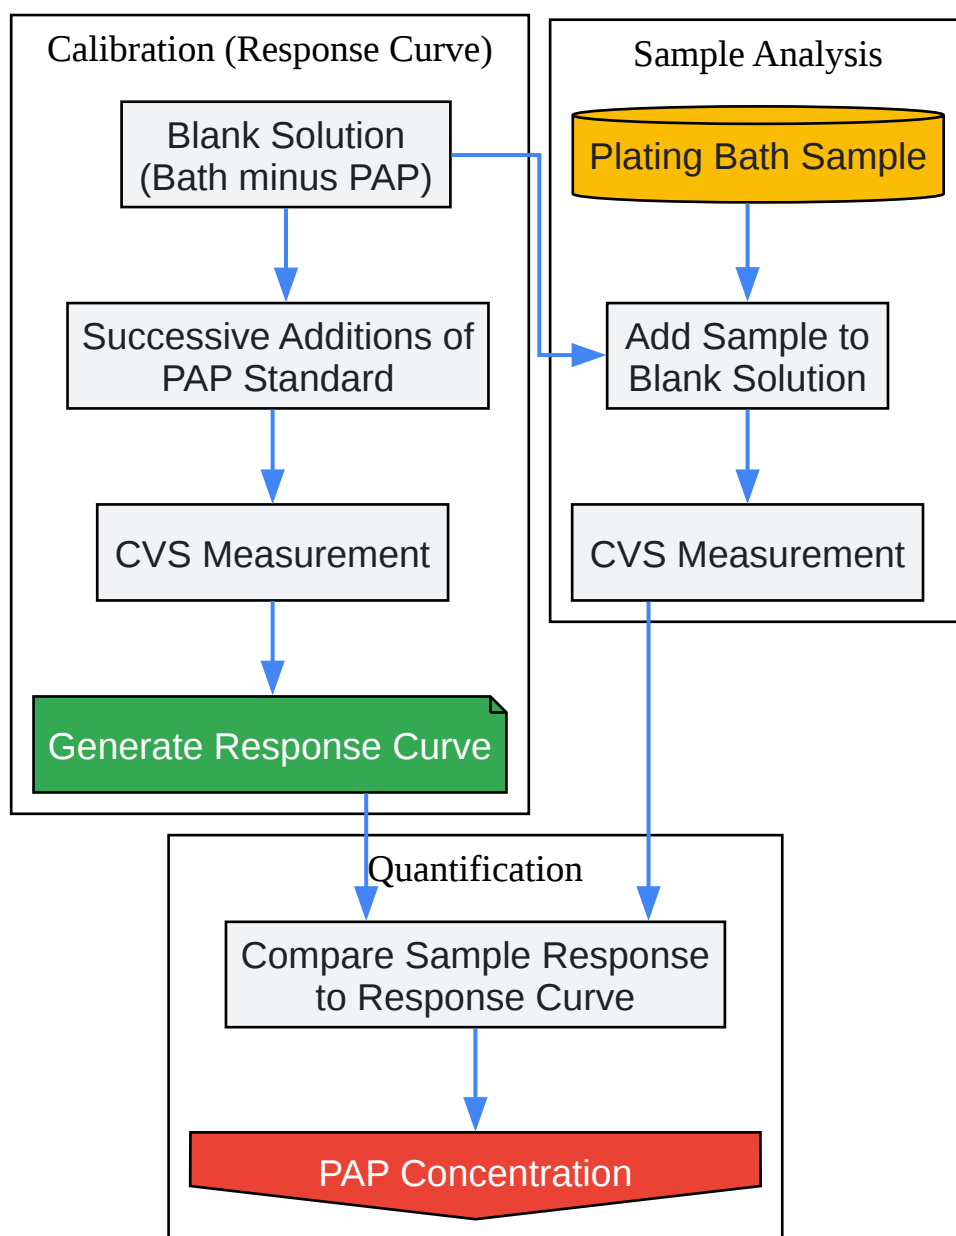 Calibration (Response Curve)
Blank Solution
(Bath minus PAP)
Successive Additions of
PAP Standard
CVS Measurement
Generate Response Curve
Sample Analysis
Plating Bath Sample
Add Sample to
Blank Solution
CVS Measurement
Quantification
Compare Sample Response
to Response Curve
PAP Concentration